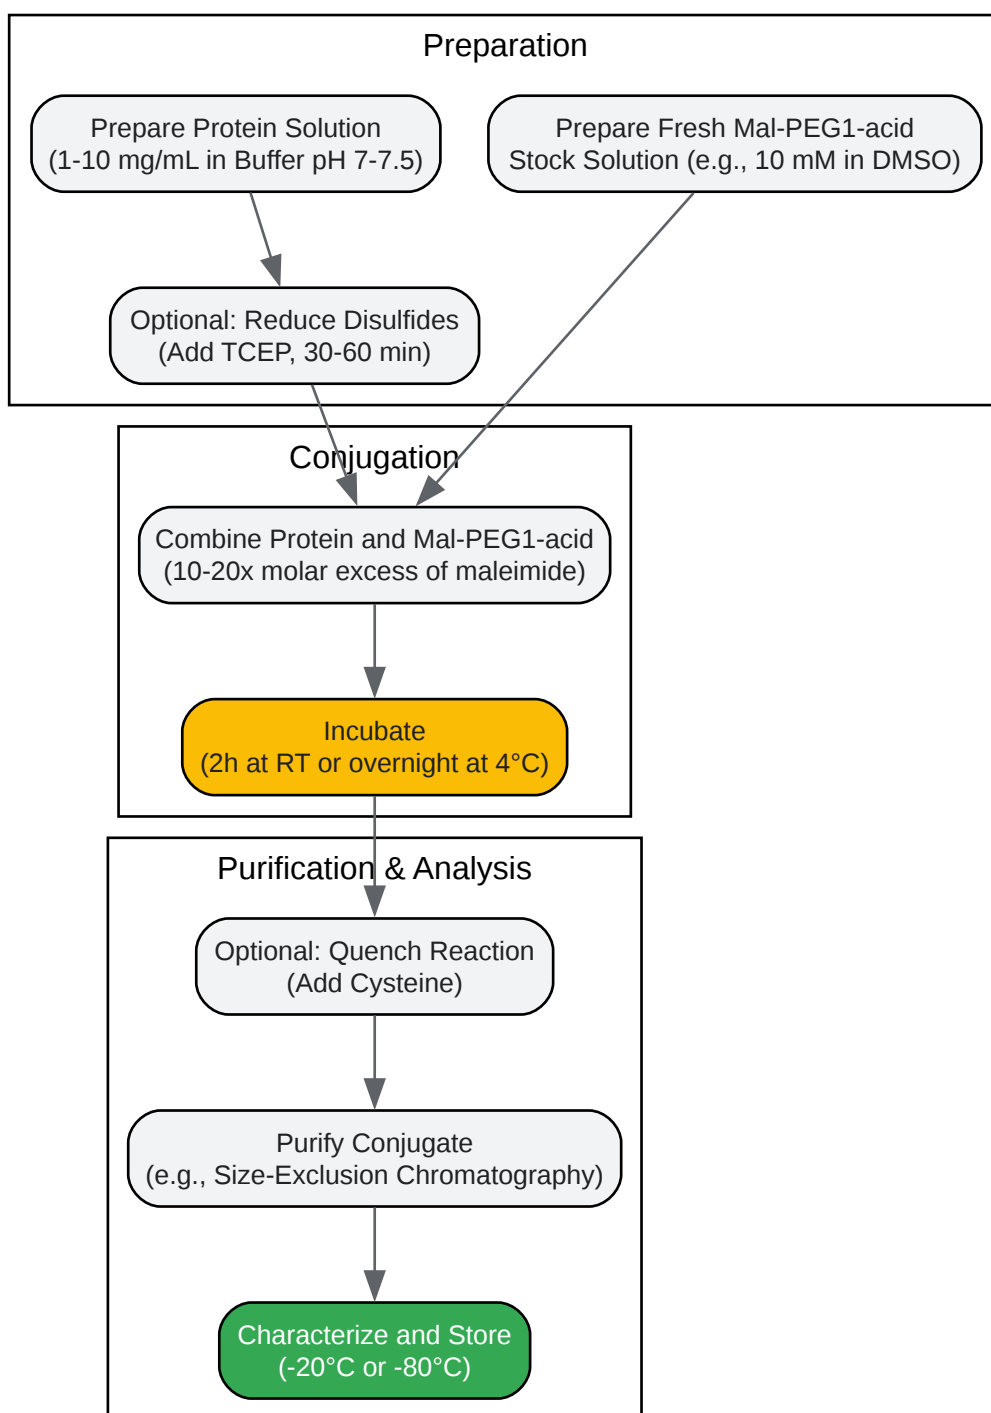 Preparation
Prepare Protein Solution
(1-10 mg/mL in Buffer pH 7-7.5)
Prepare Fresh Mal-PEG1-acid
Stock Solution (e.g., 10 mM in DMSO)
Optional: Reduce Disulfides
(Add TCEP, 30-60 min)
Conjugation
Combine Protein and Mal-PEG1-acid
(10-20x molar excess of maleimide)
Incubate
(2h at RT or overnight at 4°C)
Purification & Analysis
Optional: Quench Reaction
(Add Cysteine)
Purify Conjugate
(e.g., Size-Exclusion Chromatography)
Characterize and Store
(-20°C or -80°C)